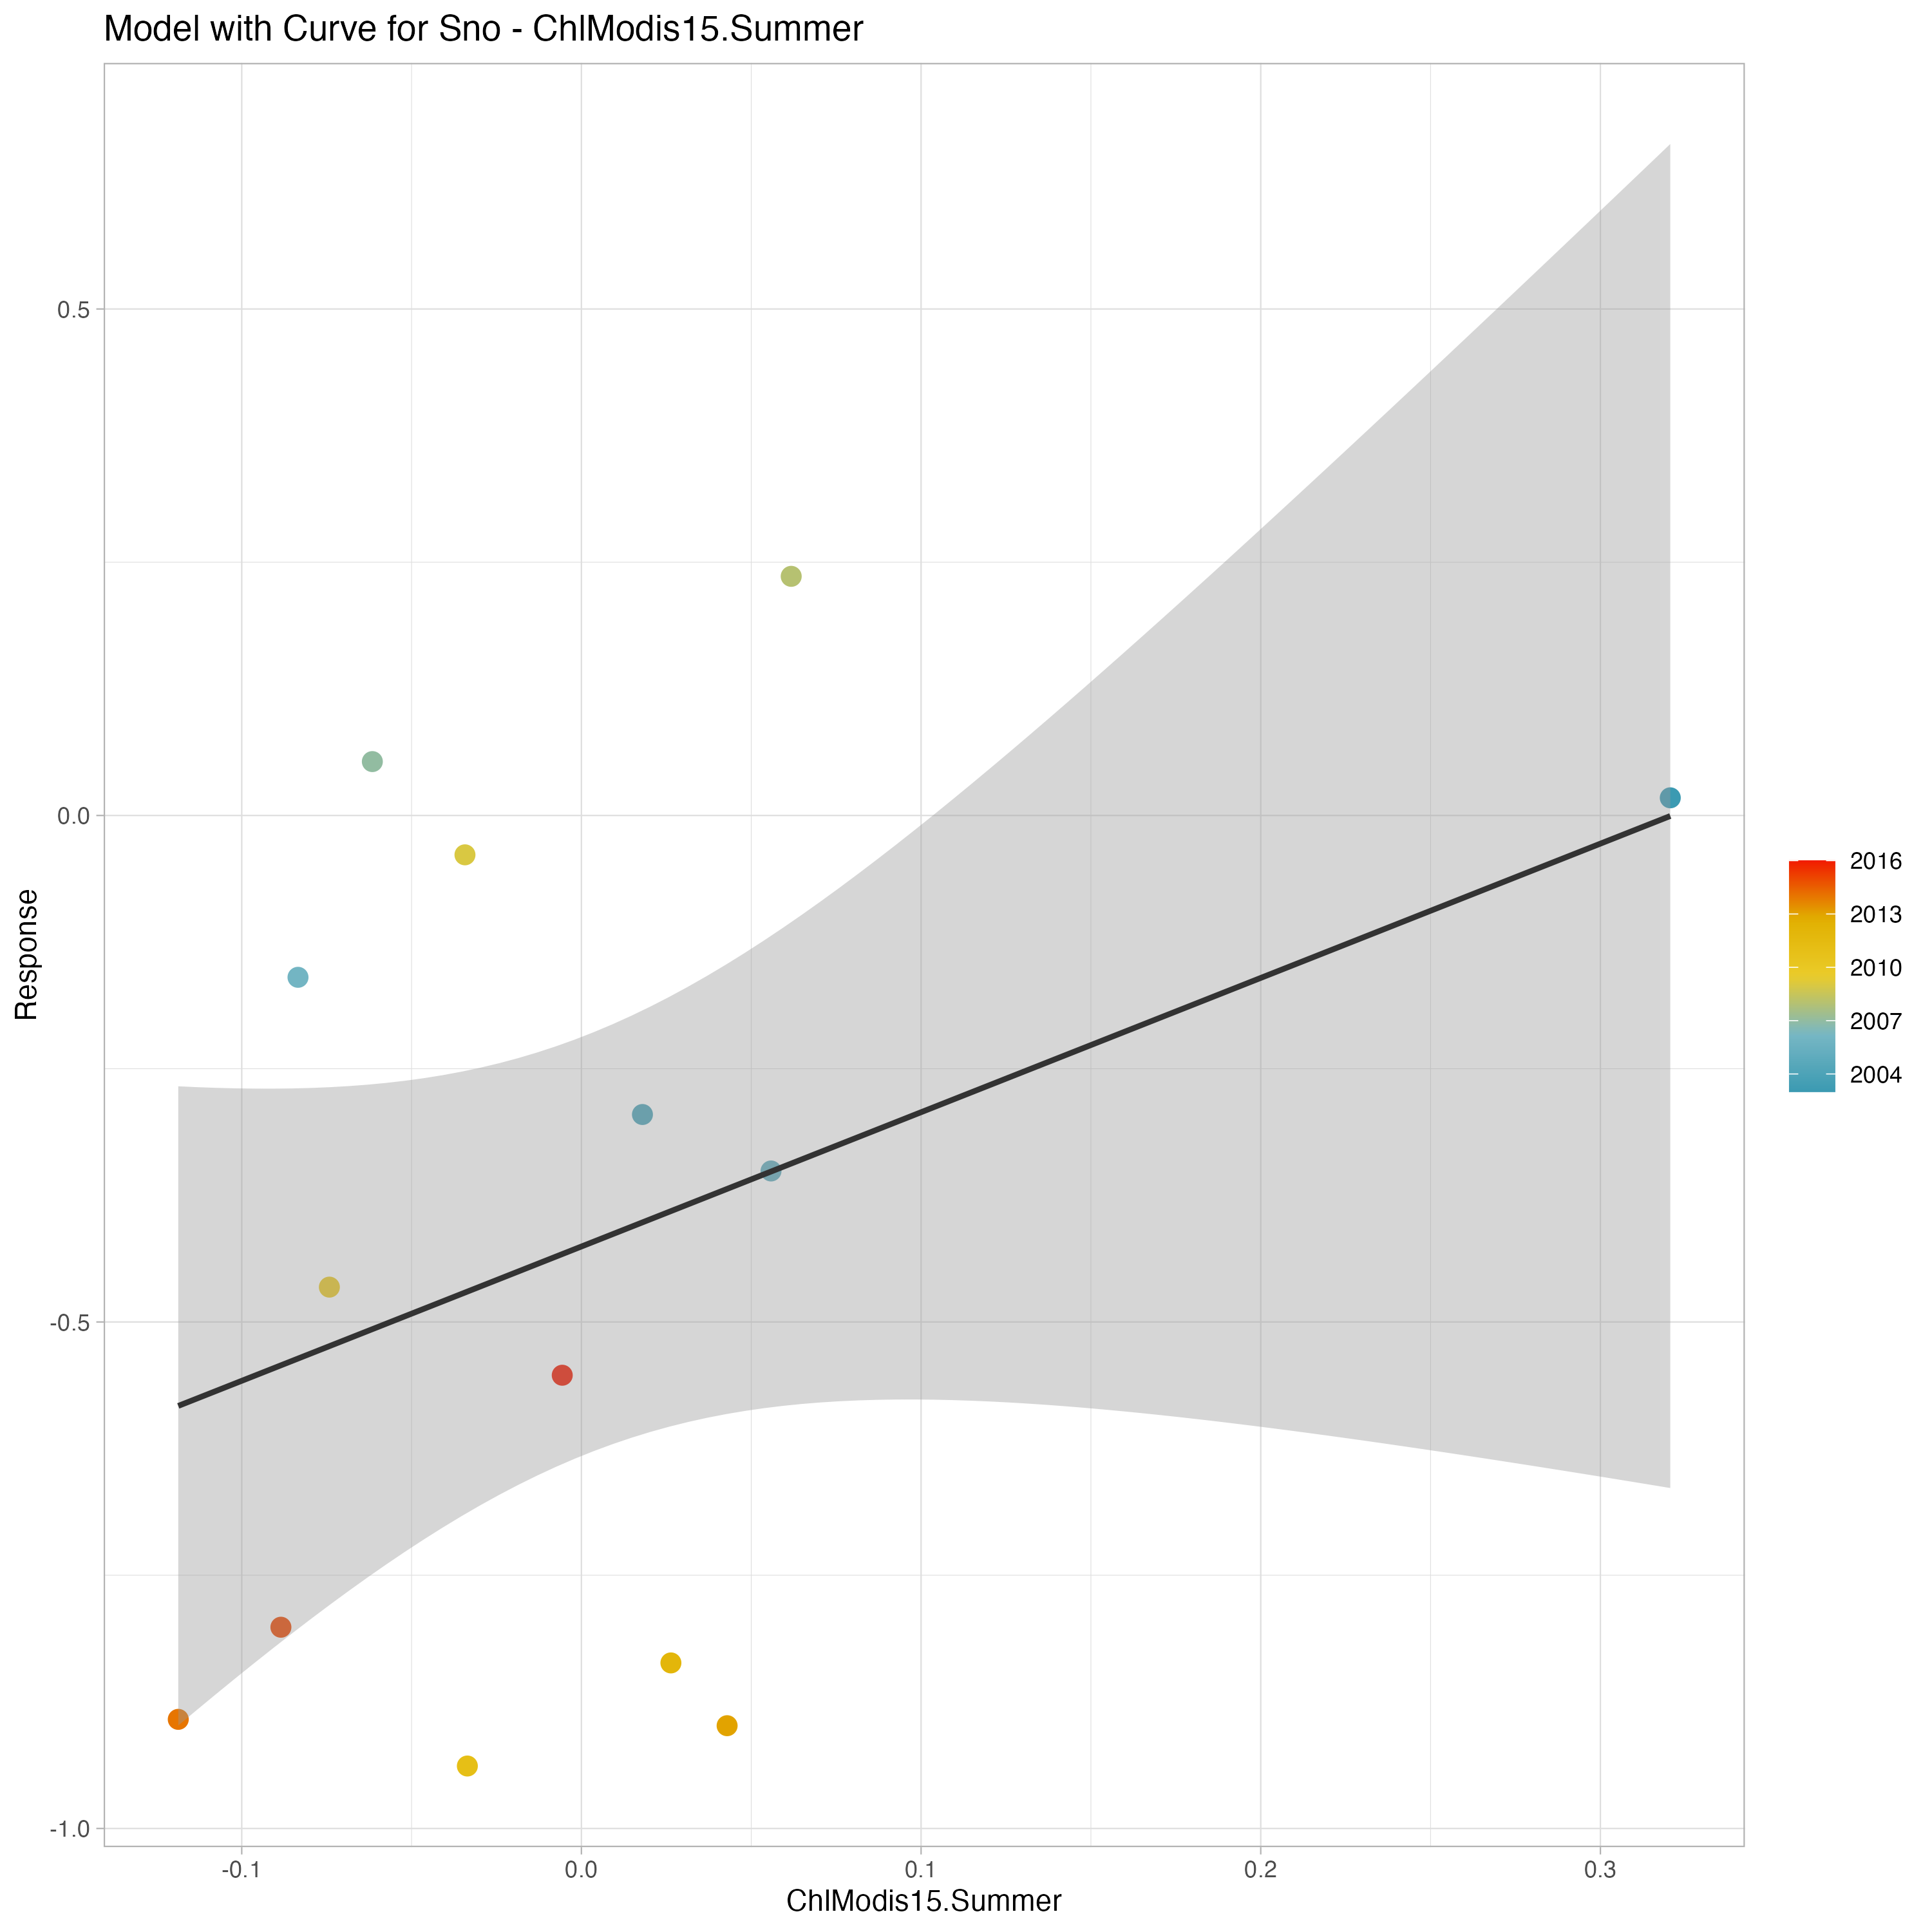 Model with Curve for Sno - ChlModis15.Summer
0.5
0.0
-0.5
-1.0
Response
-0.1 0.0 0.1 0.2 0.3
ChlModis15.Summer
2016
2013
2010
2007
2004